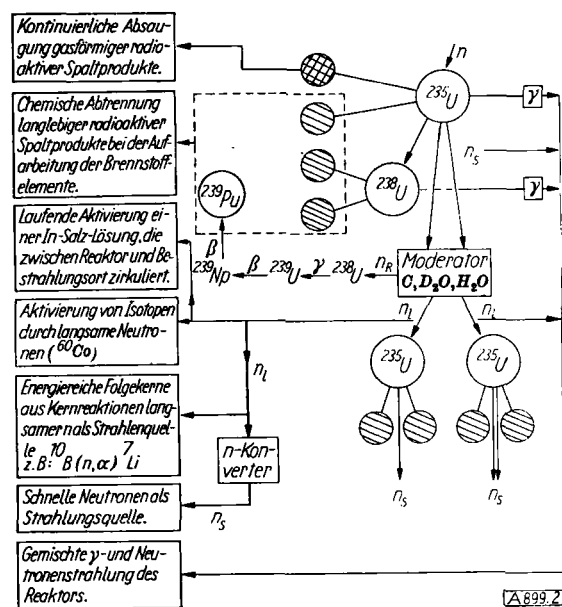 Kontinuierliche Absau-
gung gasförmiger radio-
aktiver Spaltprodukte.
Chemische Abtrennung
langlebiger radioaktiver
Spaltprodukte bei der Auf-
arbeitung der Brennstoff-
elemente.
Laufende Aktivierung ei-
ner In-Salz-Lösung, die
zwischen Reaktor und Be-
strahlungsort zirkuliert.
Aktivierung von Isotopen
durch langsame Neutro-
nen (⁶⁰Co)
Energiereiche Folgekerne
aus Kernreaktionen lang-
samer n als Strahlenquel-
le
z.B: ¹⁰B(n,α)⁷Li
Schnelle Neutronen als
Strahlungsquelle.
Gemischte γ-und Neu-
tronenstrahlung des
Reaktors.
n
²³⁵U
γ
nₛ
²³⁸U
γ
²³⁹Pu
β
²³⁹Np β ²³⁹U γ ²³⁸U n_R
Moderator
C, D₂O, H₂O
n_l
n_l
²³⁵U
²³⁵U
nₛ
nₛ
n_l
n-Kon-
verter
nₛ
A 899.2